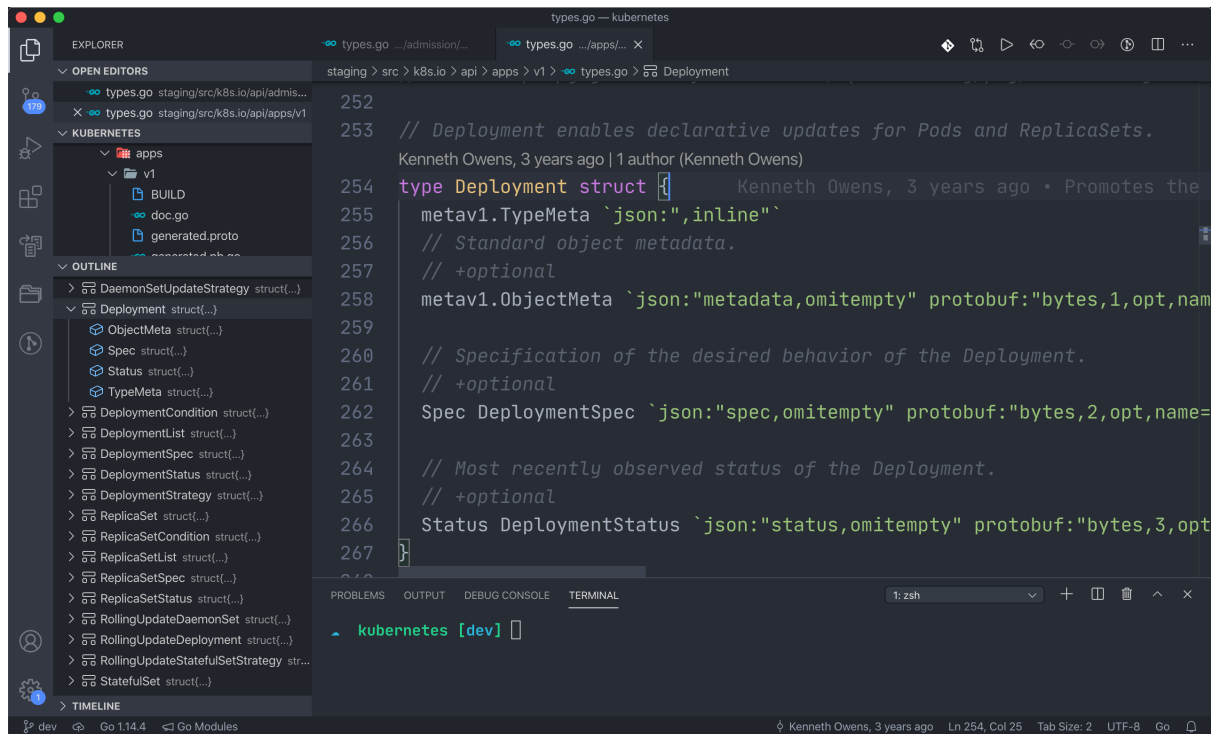 types.go — kubernetes
EXPLORER
types.go .../admission/...
types.go .../apps/...
OPEN EDITORS
types.go staging/src/k8s.io/api/admis...
types.go staging/src/k8s.io/api/apps/v1
179
KUBERNETES
apps
v1
BUILD
doc.go
generated.proto
generated.pb.go
OUTLINE
DaemonSetUpdateStrategy struct{...}
Deployment struct{...}
ObjectMeta struct{...}
Spec struct{...}
Status struct{...}
TypeMeta struct{...}
DeploymentCondition struct{...}
DeploymentList struct{...}
DeploymentSpec struct{...}
DeploymentStatus struct{...}
DeploymentStrategy struct{...}
ReplicaSet struct{...}
ReplicaSetCondition struct{...}
ReplicaSetList struct{...}
ReplicaSetSpec struct{...}
ReplicaSetStatus struct{...}
RollingUpdateDaemonSet struct{...}
RollingUpdateDeployment struct{...}
RollingUpdateStatefulSetStrategy str...
StatefulSet struct{...}
1
TIMELINE
staging > src > k8s.io > api > apps > v1 > types.go > Deployment
252
253 // Deployment enables declarative updates for Pods and ReplicaSets.
Kenneth Owens, 3 years ago | 1 author (Kenneth Owens)
254 type Deployment struct { Kenneth Owens, 3 years ago • Promotes the
255 metav1.TypeMeta `json:",inline"`
256 // Standard object metadata.
257 // +optional
258 metav1.ObjectMeta `json:"metadata,omitempty" protobuf:"bytes,1,opt,nam
259
260 // Specification of the desired behavior of the Deployment.
261 // +optional
262 Spec DeploymentSpec `json:"spec,omitempty" protobuf:"bytes,2,opt,name=
263
264 // Most recently observed status of the Deployment.
265 // +optional
266 Status DeploymentStatus `json:"status,omitempty" protobuf:"bytes,3,opt
267 }
PROBLEMS OUTPUT DEBUG CONSOLE TERMINAL 1: zsh
kubernetes [dev]
dev Go 1.14.4 Go Modules Kenneth Owens, 3 years ago Ln 254, Col 25 Tab Size: 2 UTF-8 Go